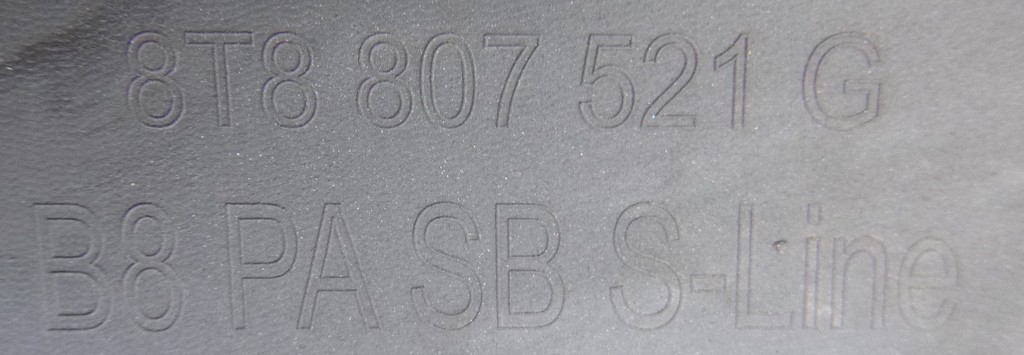 8T8 807 521 G
B8 PA SB S-Line